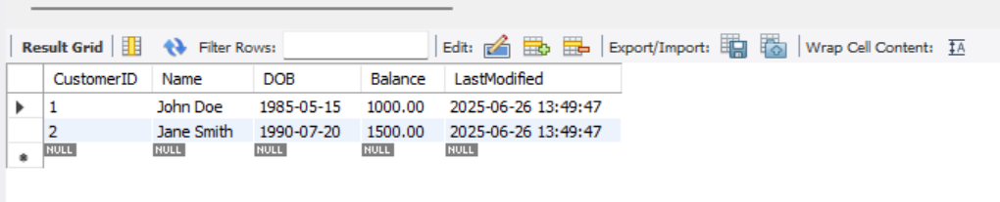 Result Grid Filter Rows: Edit: Export/Import: Wrap Cell Content: IA
CustomerID Name DOB Balance LastModified
1 John Doe 1985-05-15 1000.00 2025-06-26 13:49:47
2 Jane Smith 1990-07-20 1500.00 2025-06-26 13:49:47
NULL NULL NULL NULL NULL